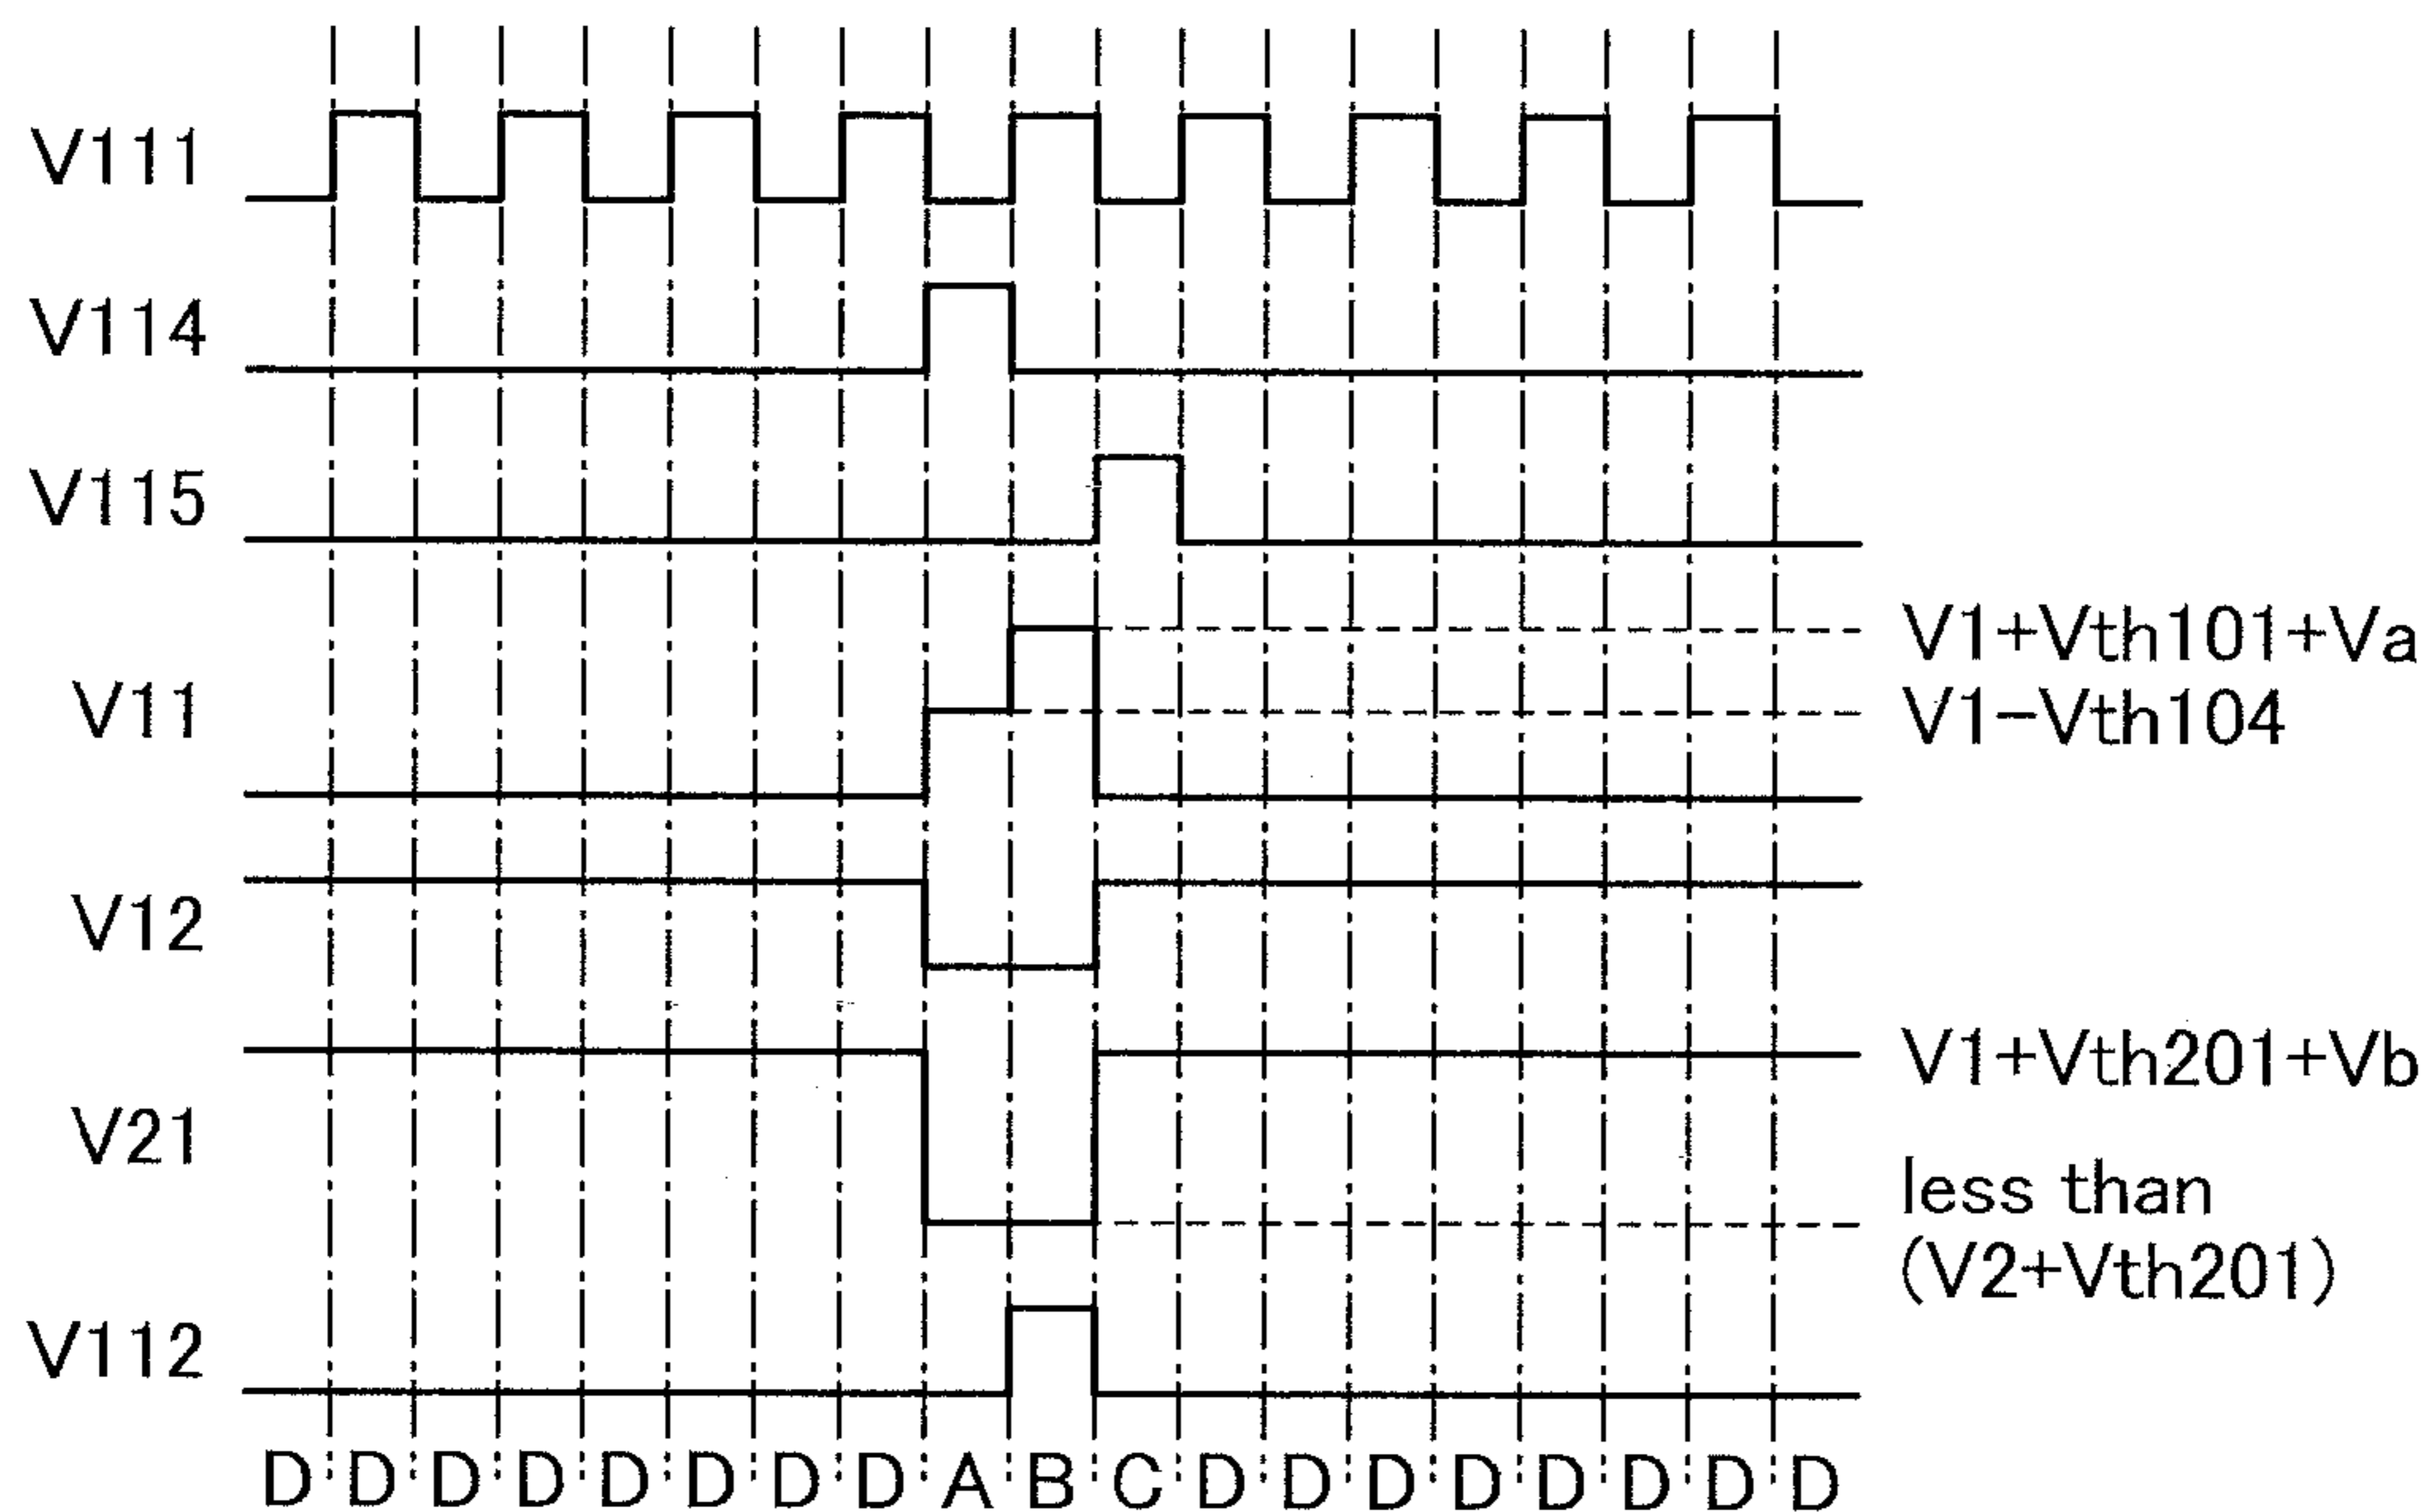 V111
V114
V115
V1+Vth101+Va
V11
V1-Vth104
V12
V1+Vth201+Vb
V21
less than
(V2+Vth201)
V112
D D D D D D D D A B C D D D D D D D D